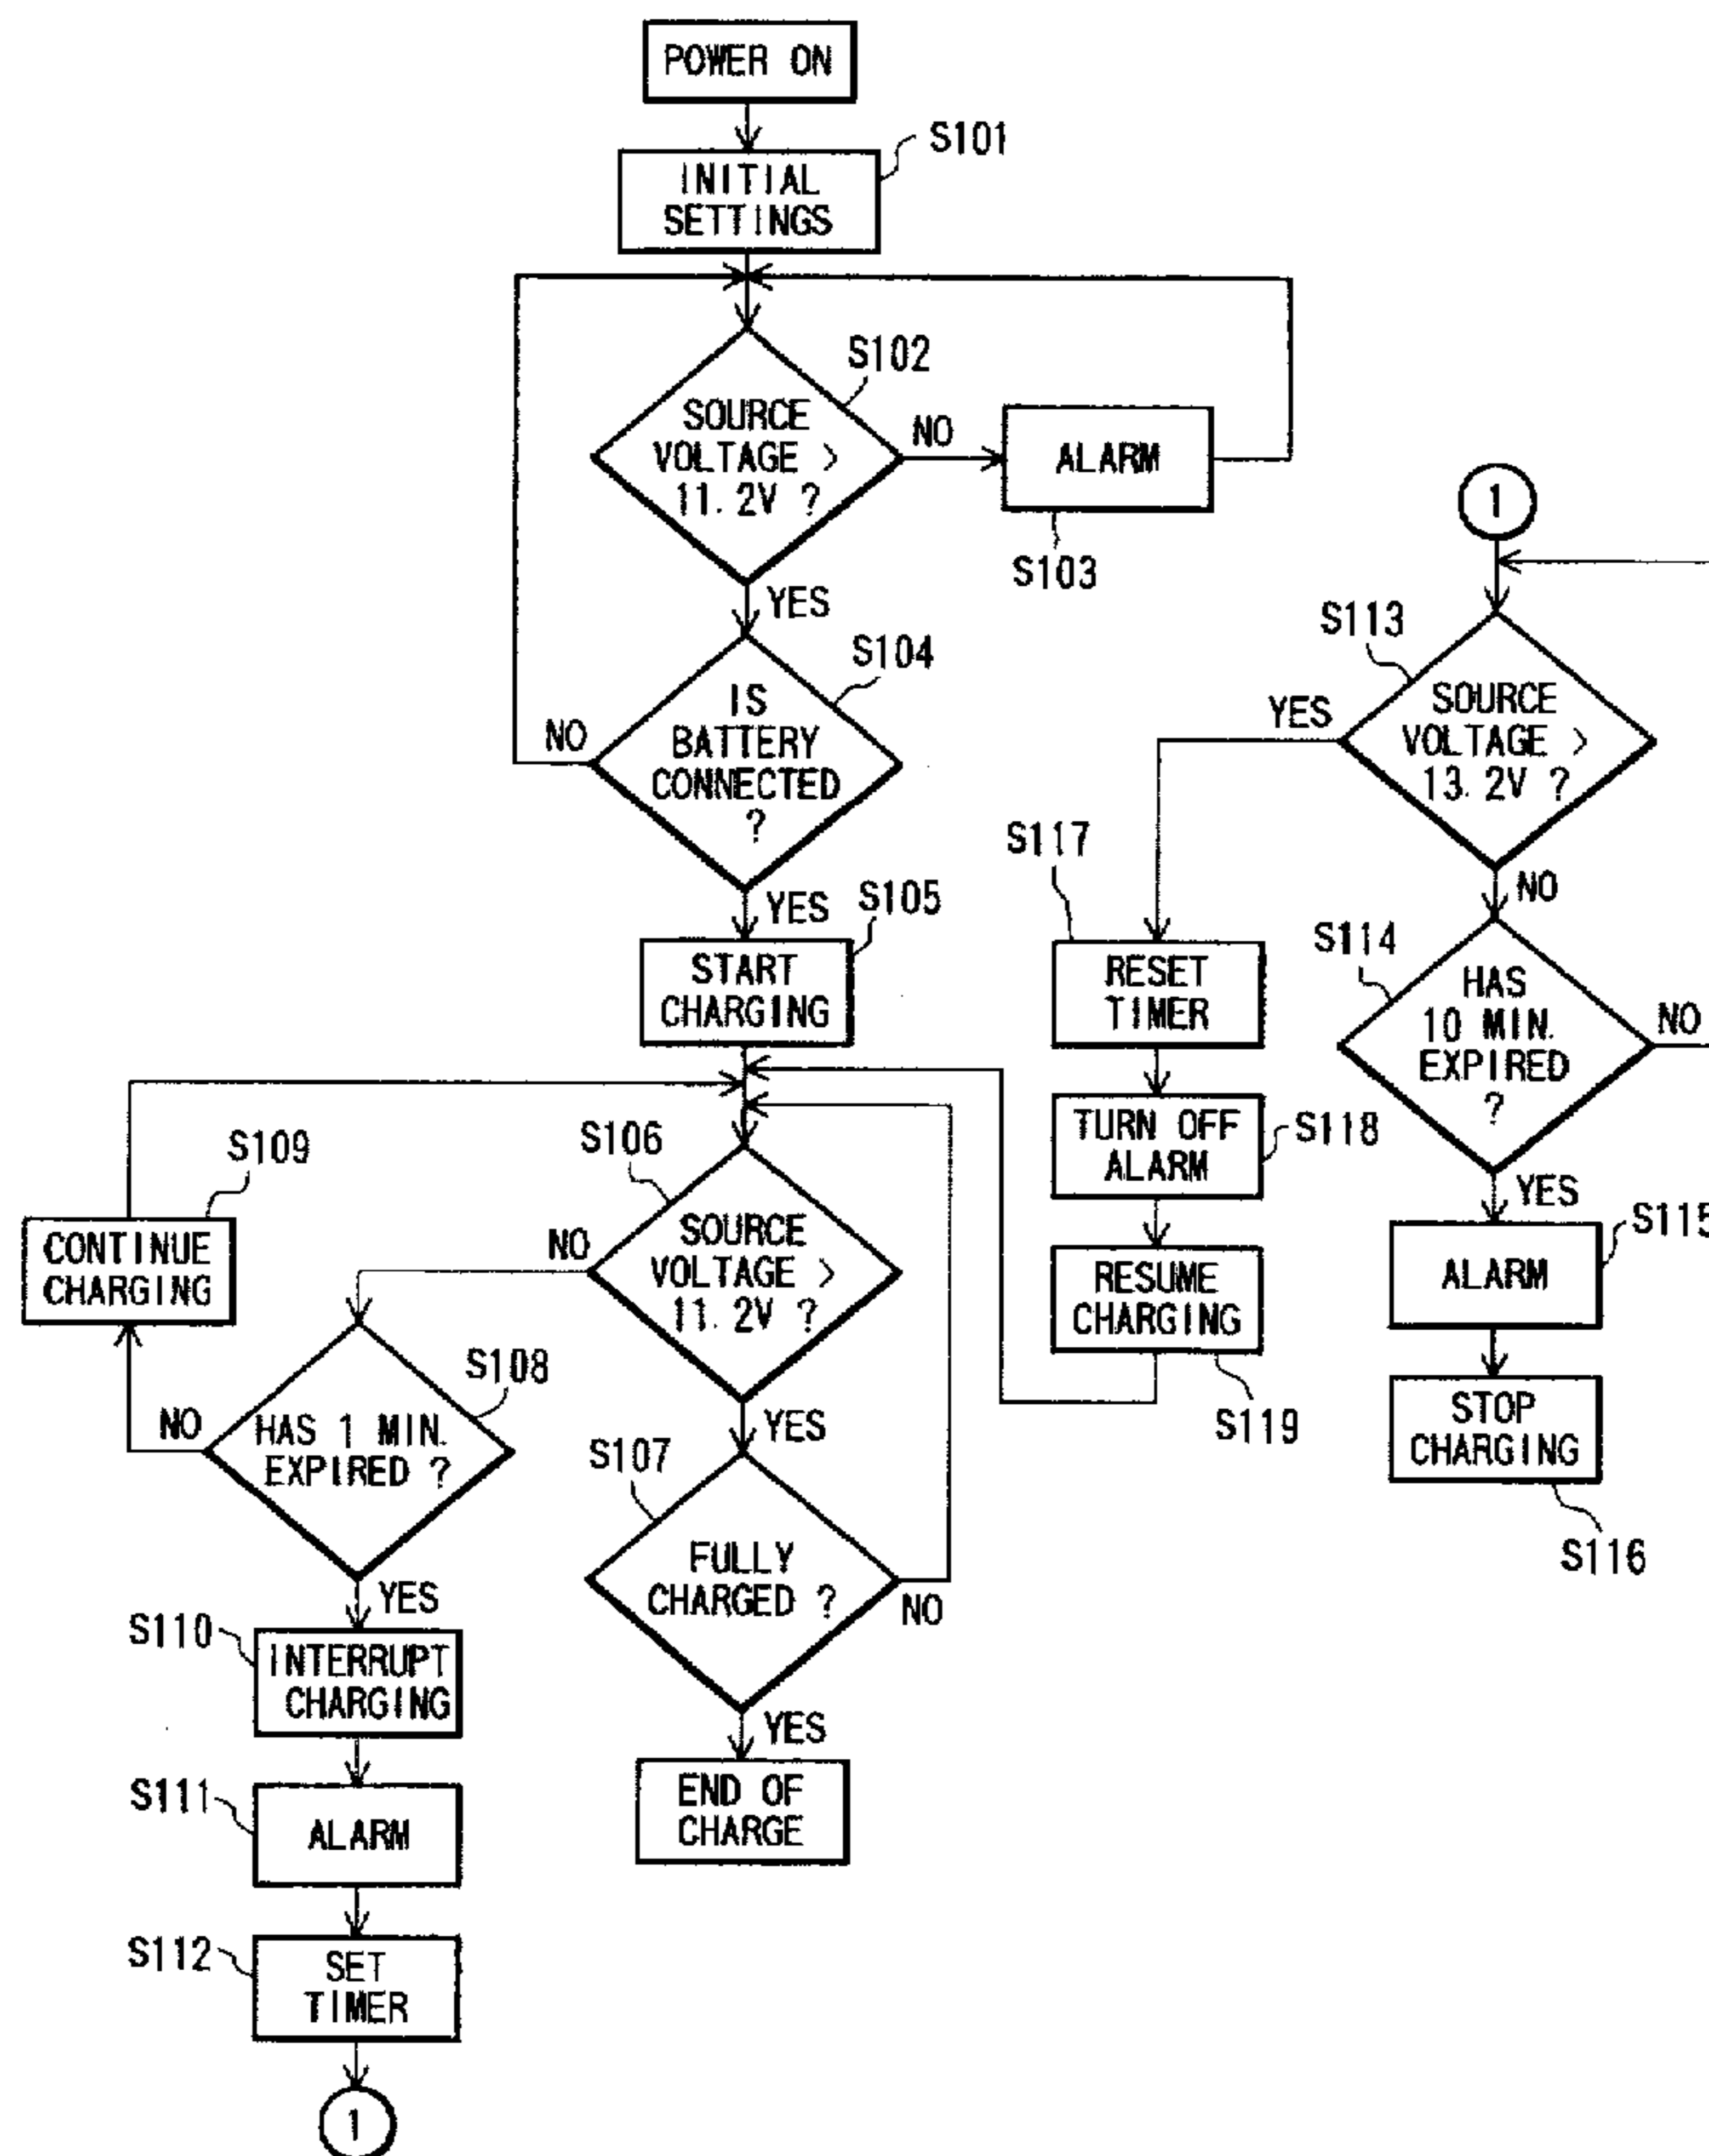 POWER ON
S101
INITIAL
SETTINGS
S102
SOURCE
VOLTAGE >
11.2V ?
NO
ALARM
S103
YES
S104
IS
BATTERY
CONNECTED
?
NO
YES
S105
START
CHARGING
S106
SOURCE
VOLTAGE >
11.2V ?
NO
YES
S107
FULLY
CHARGED ?
NO
YES
END OF
CHARGE
S109
CONTINUE
CHARGING
S108
HAS 1 MIN.
EXPIRED ?
NO
YES
S110
INTERRUPT
CHARGING
S111
ALARM
S112
SET
TIMER
1
1
S113
SOURCE
VOLTAGE >
13.2V ?
YES
NO
S114
HAS
10 MIN.
EXPIRED
?
NO
YES
S115
ALARM
STOP
CHARGING
S116
S117
RESET
TIMER
TURN OFF
ALARM
S118
RESUME
CHARGING
S119